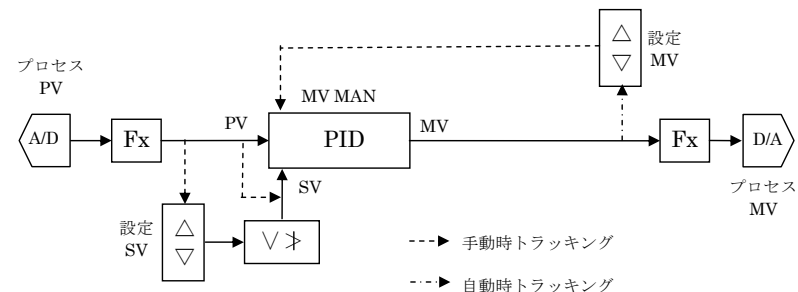 設定
MV
プロセス
PV
MV MAN
A/D
Fx
PV
PID
MV
Fx
D/A
SV
プロセス
MV
設定
SV
手動時トラッキング
自動時トラッキング